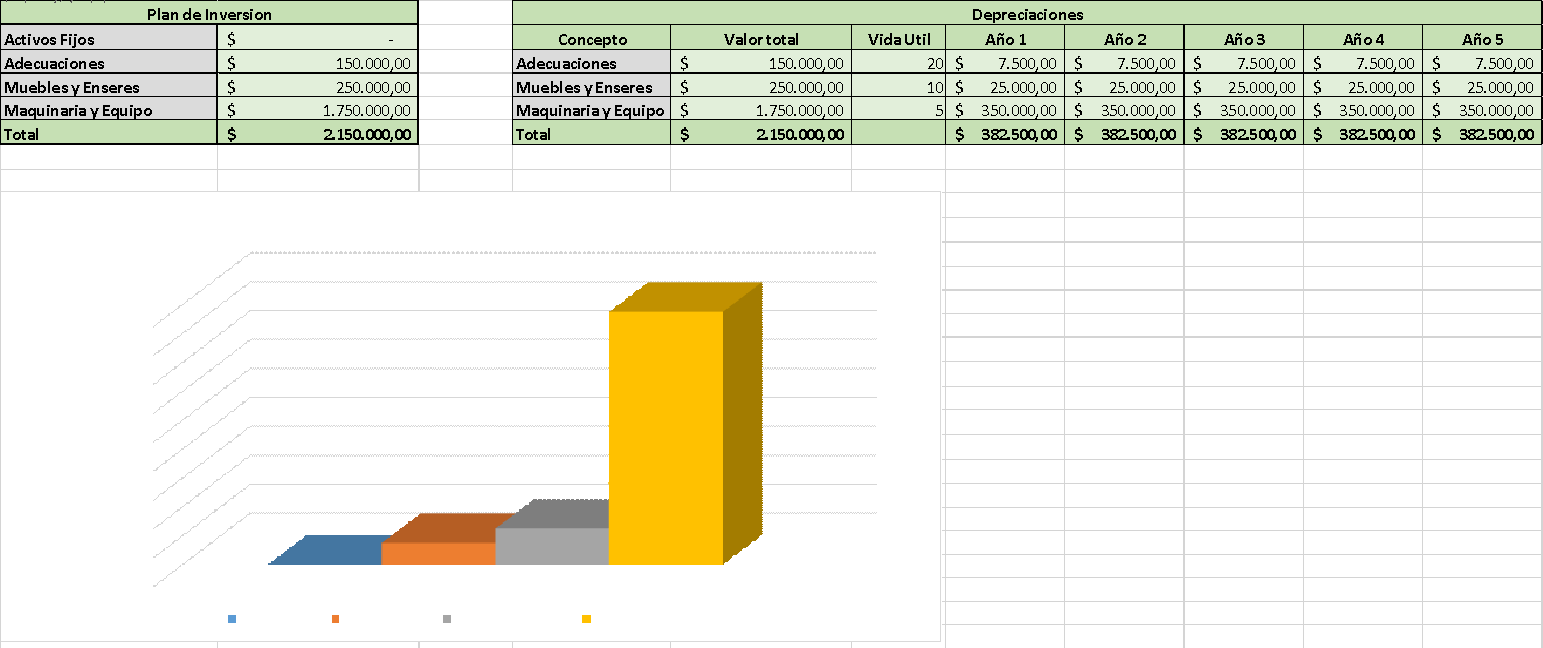 Plan de Inversion
Activos Fijos $ -
Adecuaciones $ 150.000,00
Muebles y Enseres $ 250.000,00
Maquinaria y Equipo $ 1.750.000,00
Total $ 2.150.000,00
Depreciaciones
Concepto Valor total Vida Util Año 1 Año 2 Año 3 Año 4 Año 5
Adecuaciones $ 150.000,00 20 $ 7.500,00 $ 7.500,00 $ 7.500,00 $ 7.500,00 $ 7.500,00
Muebles y Enseres $ 250.000,00 10 $ 25.000,00 $ 25.000,00 $ 25.000,00 $ 25.000,00 $ 25.000,00
Maquinaria y Equipo $ 1.750.000,00 5 $ 350.000,00 $ 350.000,00 $ 350.000,00 $ 350.000,00 $ 350.000,00
Total $ 2.150.000,00 $ 382.500,00 $ 382.500,00 $ 382.500,00 $ 382.500,00 $ 382.500,00